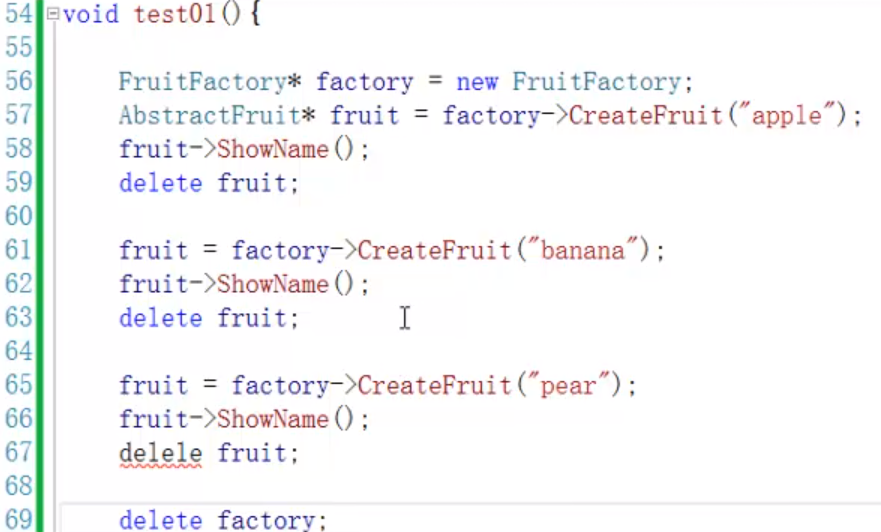 54 void test01(){
55
56 FruitFactory* factory = new FruitFactory;
57 AbstractFruit* fruit = factory->CreateFruit("apple");
58 fruit->ShowName();
59 delete fruit;
60
61 fruit = factory->CreateFruit("banana");
62 fruit->ShowName();
63 delete fruit;
64
65 fruit = factory->CreateFruit("pear");
66 fruit->ShowName();
67 delele fruit;
68
69 delete factory;